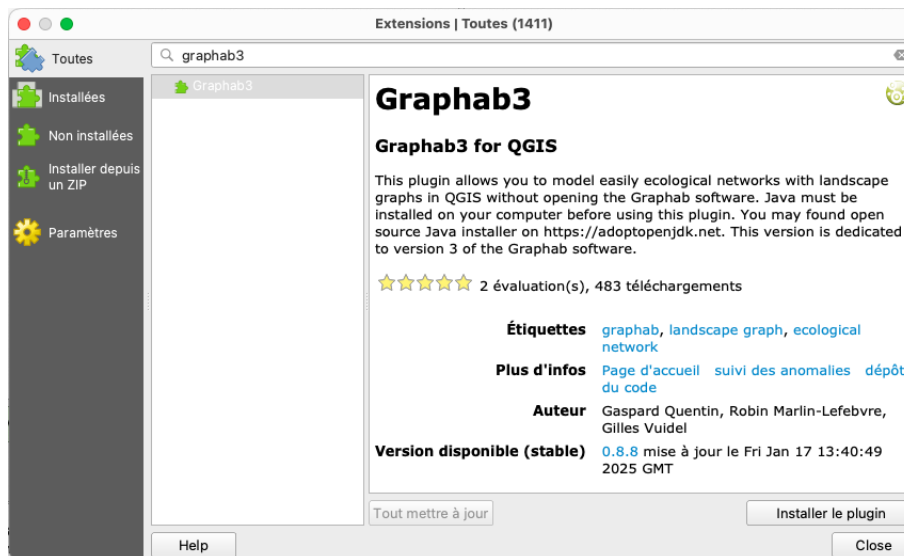 Extensions | Toutes (1411)
Toutes
Installées
Non installées
Installer depuis
un ZIP
Paramètres
graphab3
Graphab3
Graphab3
Graphab3 for QGIS
This plugin allows you to model easily ecological networks with landscape
graphs in QGIS without opening the Graphab software. Java must be
installed on your computer before using this plugin. You may found open
source Java installer on https://adoptopenjdk.net. This version is dedicated
to version 3 of the Graphab software.
2 évaluation(s), 483 téléchargements
Étiquettes graphab, landscape graph, ecological
network
Plus d'infos Page d'accueil suivi des anomalies dépôt
du code
Auteur Gaspard Quentin, Robin Marlin-Lefebvre,
Gilles Vuidel
Version disponible (stable) 0.8.8 mise à jour le Fri Jan 17 13:40:49
2025 GMT
Tout mettre à jour
Installer le plugin
Help
Close